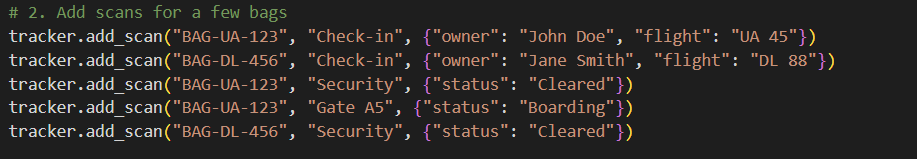 # 2. Add scans for a few bags
tracker.add_scan("BAG-UA-123", "Check-in", {"owner": "John Doe", "flight": "UA 45"})
tracker.add_scan("BAG-DL-456", "Check-in", {"owner": "Jane Smith", "flight": "DL 88"})
tracker.add_scan("BAG-UA-123", "Security", {"status": "Cleared"})
tracker.add_scan("BAG-UA-123", "Gate A5", {"status": "Boarding"})
tracker.add_scan("BAG-DL-456", "Security", {"status": "Cleared"})